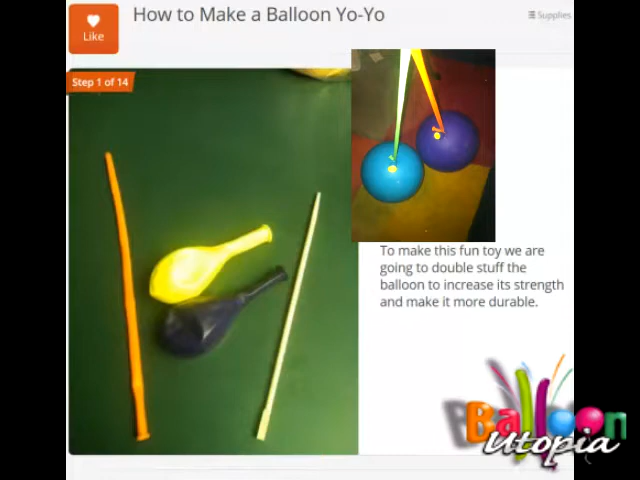 How to Make a Balloon Yo-Yo
Supplies
Like
Step 1 of 14
To make this fun toy we are
going to double stuff the
balloon to increase its strength
and make it more durable.
Balloon
Utopia